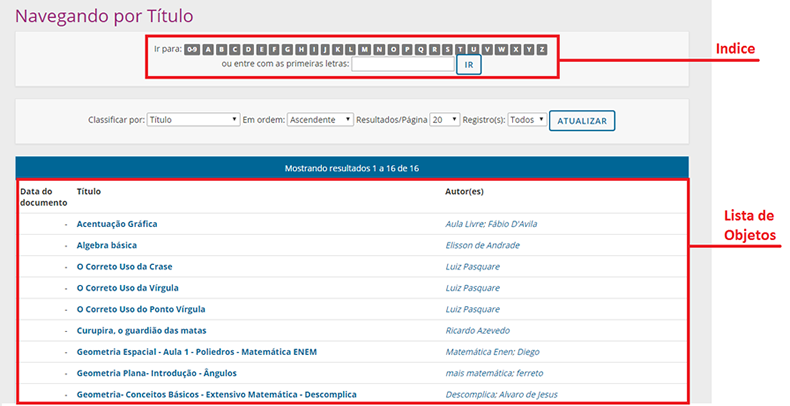 Navegando por Título
Ir para: 0-9 A B C D E F G H I J K L M N O P Q R S T U V W X Y Z
ou entre com as primeiras letras: IR
Indice
Classificar por: Título Em ordem: Ascendente Resultados/Página 20 Registro(s): Todos ATUALIZAR
Mostrando resultados 1 a 16 de 16
Data do documento Título Autor(es)
- Acentuação Gráfica Aula Livre; Fábio D'Avila
Lista de Objetos
- Algebra básica Elisson de Andrade
- O Correto Uso da Crase Luiz Pasquare
- O Correto Uso da Vírgula Luiz Pasquare
- O Correto Uso do Ponto Vírgula Luiz Pasquare
- Curupira, o guardião das matas Ricardo Azevedo
- Geometria Espacial - Aula 1 - Poliedros - Matemática ENEM Matemática Enen; Diego
- Geometria Plana- Introdução - Ângulos mais matemática; ferreto
- Geometria- Conceitos Básicos - Extensivo Matemática - Descomplica Descomplica; Alvaro de Jesus